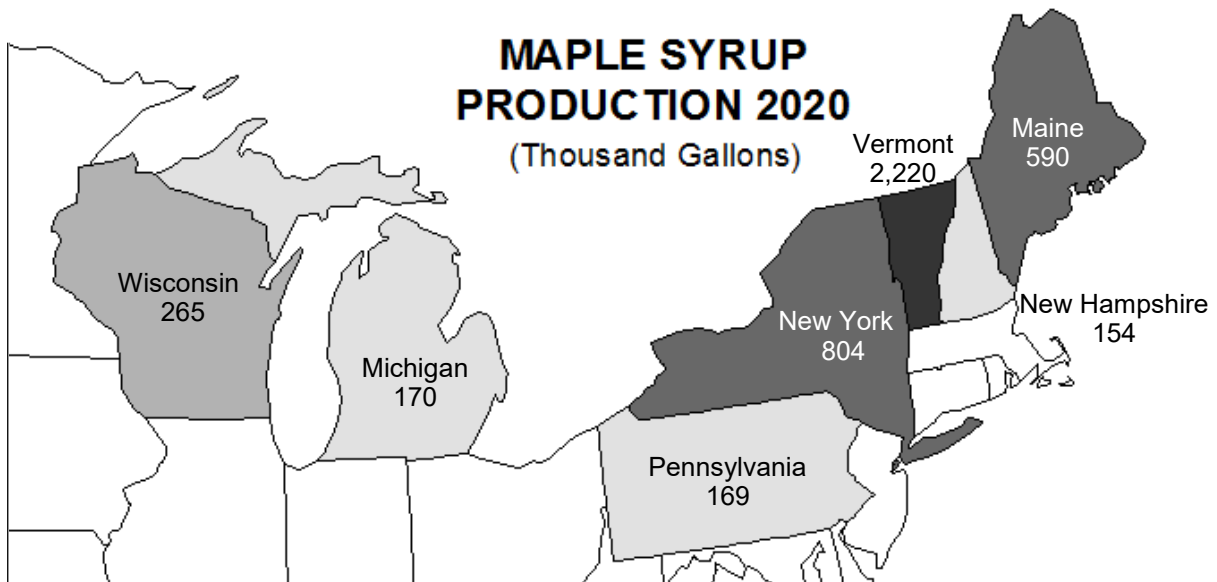 MAPLE SYRUP
PRODUCTION 2020
(Thousand Gallons)
Vermont
2,220
Maine
590
Wisconsin
265
Michigan
170
New York
804
New Hampshire
154
Pennsylvania
169